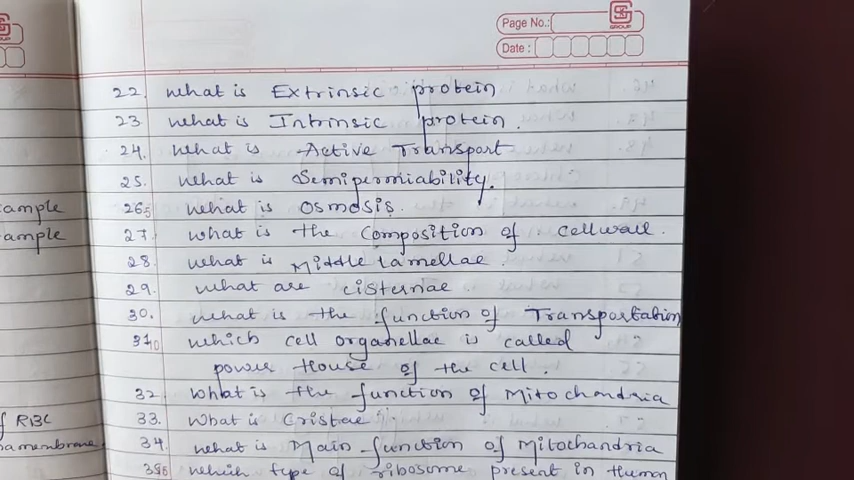 Page No.:
GROUP
Date :
22. what is Extrinsic protein
23 what is Intrinsic protein.
24. what is Active Transport
25. what is Semipermiability.
ample 26 what is osmosis.
ample 27. what is the composition of cellwall.
28. what is Middle lamellae.
29. what are cisternae.
30. what is the function of Transportation
31 which cell organellae is called
power House of the cell.
32. what is the function of Mitochandria
of RBC 33. what is Cristae
amembrane 34. what is Main function of Mitochandria
35 which type of ribosome present in Human